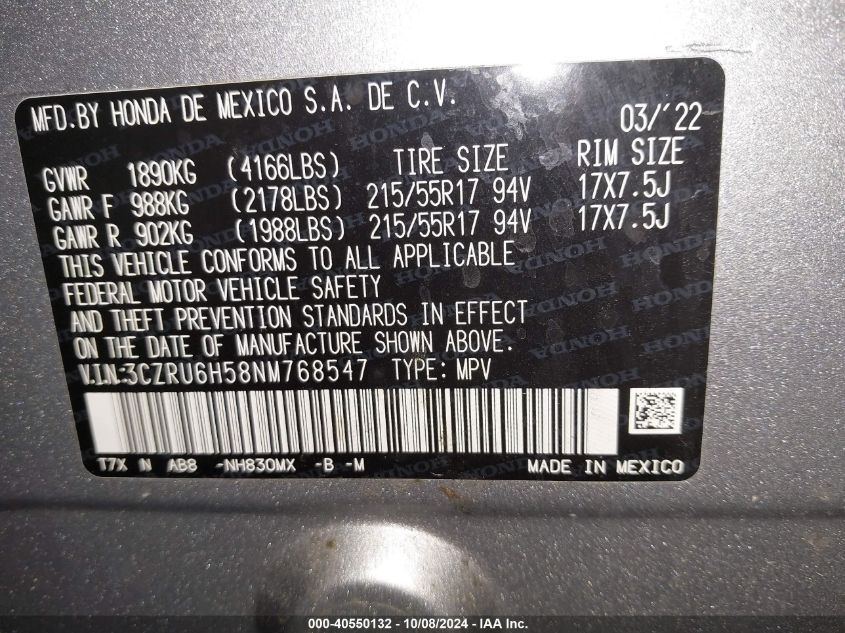 MFD.BY HONDA DE MEXICO S.A. DE C.V. 03/'22
GVWR 1890KG (4166LBS) TIRE SIZE RIM SIZE
GAWR F 988KG (2178LBS) 215/55R17 94V 17X7.5J
GAWR R 902KG (1988LBS) 215/55R17 94V 17X7.5J
THIS VEHICLE CONFORMS TO ALL APPLICABLE
FEDERAL MOTOR VEHICLE SAFETY
AND THEFT PREVENTION STANDARDS IN EFFECT
ON THE DATE OF MANUFACTURE SHOWN ABOVE.
V.I.N:3CZRU6H58NM768547 TYPE: MPV
T7X N AB8 -NH830MX -B -M MADE IN MEXICO
000-40550132 - 10/08/2024 - IAA Inc.